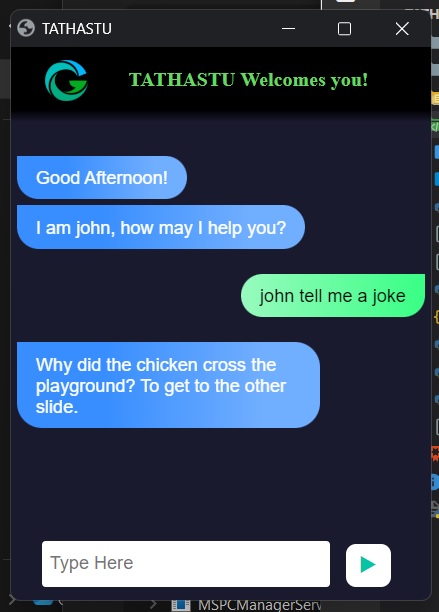 TATHASTU
TATHASTU Welcomes you!
Good Afternoon!
I am john, how may I help you?
john tell me a joke
Why did the chicken cross the
playground? To get to the other
slide.
Type Here